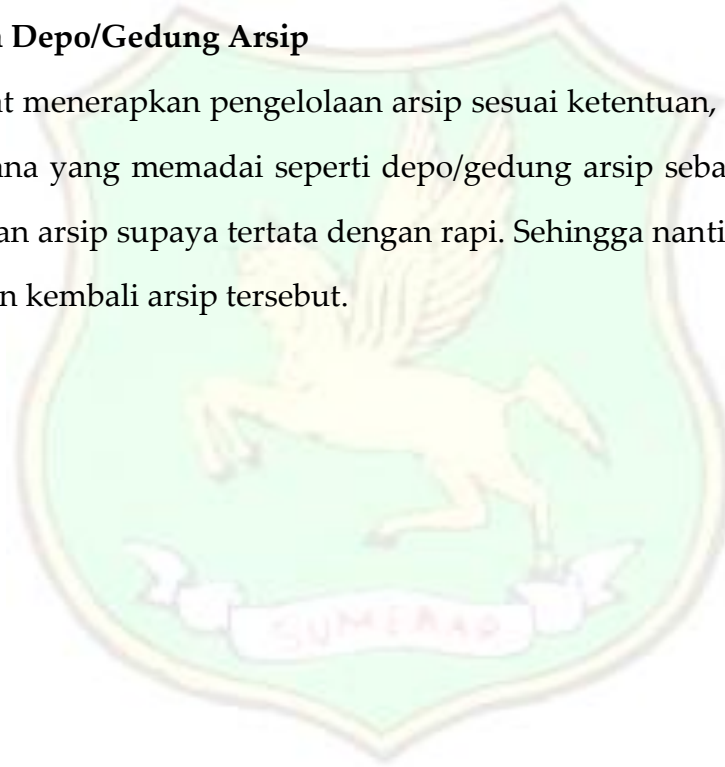 n Depo/Gedung Arsip
at menerapkan pengelolaan arsip sesuai ketentuan,
ana yang memadai seperti depo/gedung arsip seba
an arsip supaya tertata dengan rapi. Sehingga nanti
n kembali arsip tersebut.
SUMERAP